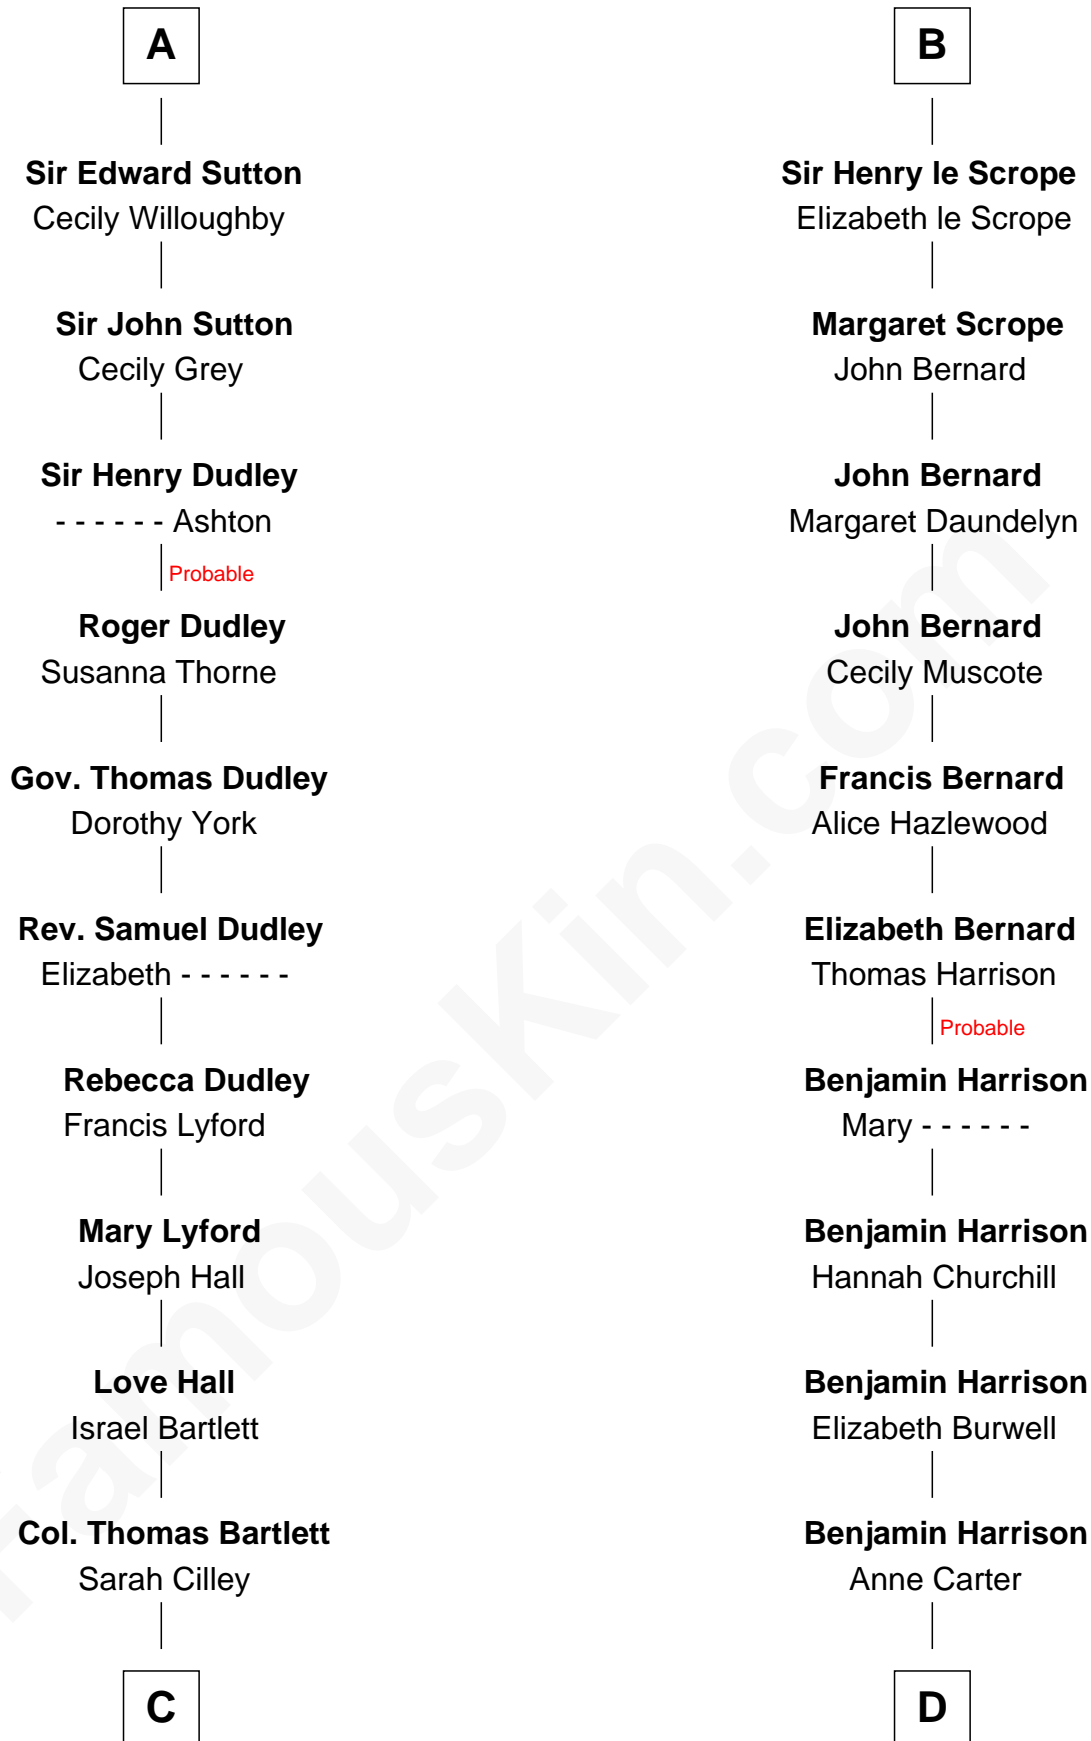 A
Sir Edward Sutton
Cecily Willoughby
Sir John Sutton
Cecily Grey
Sir Henry Dudley
- - - - - - Ashton
Probable
Roger Dudley
Susanna Thorne
Gov. Thomas Dudley
Dorothy York
Rev. Samuel Dudley
Elizabeth - - - - - -
Rebecca Dudley
Francis Lyford
Mary Lyford
Joseph Hall
Love Hall
Israel Bartlett
Col. Thomas Bartlett
Sarah Cilley
C
B
Sir Henry le Scrope
Elizabeth le Scrope
Margaret Scrope
John Bernard
John Bernard
Margaret Daundelyn
John Bernard
Cecily Muscote
Francis Bernard
Alice Hazlewood
Elizabeth Bernard
Thomas Harrison
Probable
Benjamin Harrison
Mary - - - - - -
Benjamin Harrison
Hannah Churchill
Benjamin Harrison
Elizabeth Burwell
Benjamin Harrison
Anne Carter
D
FamousKin.com